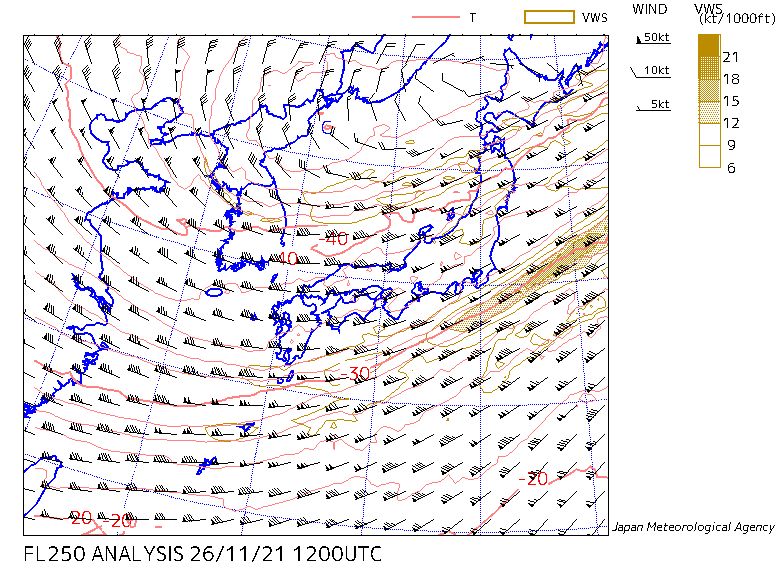 T VWS WIND VWS
(kt/1000ft)
50kt
10kt
5kt
21
18
15
12
9
6
C
-40
-40
-30
-20
-20 -20
Japan Meteorological Agency
FL250 ANALYSIS 26/11/21 1200UTC